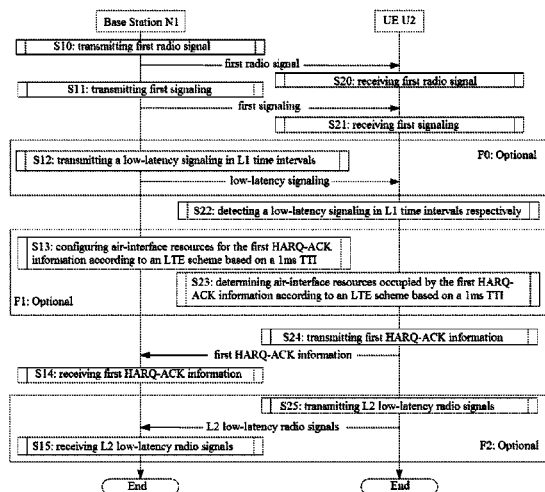 Base Station N1
UE U2
S10: transmitting first radio signal
first radio signal
S20: receiving first radio signal
S11: transmitting first signaling
first signaling
S21: receiving first signaling
F0: Optional
S12: transmitting a low-latency signaling in L1 time intervals
low-latency signaling
S22: detecting a low-latency signaling in L1 time intervals respectively
S13: configuring air-interface resources for the first HARQ-ACK
information according to an LTE scheme based on a 1ms TTI
S23: determining air-interface resources occupied by the first HARQ-
ACK information according to an LTE scheme based on a 1ms TTI
F1: Optional
S24: transmitting first HARQ-ACK information
first HARQ-ACK information
S14: receiving first HARQ-ACK information
S25: transmitting L2 low-latency radio signals
L2 low-latency radio signals
S15: receiving L2 low-latency radio signals
F2: Optional
End
End